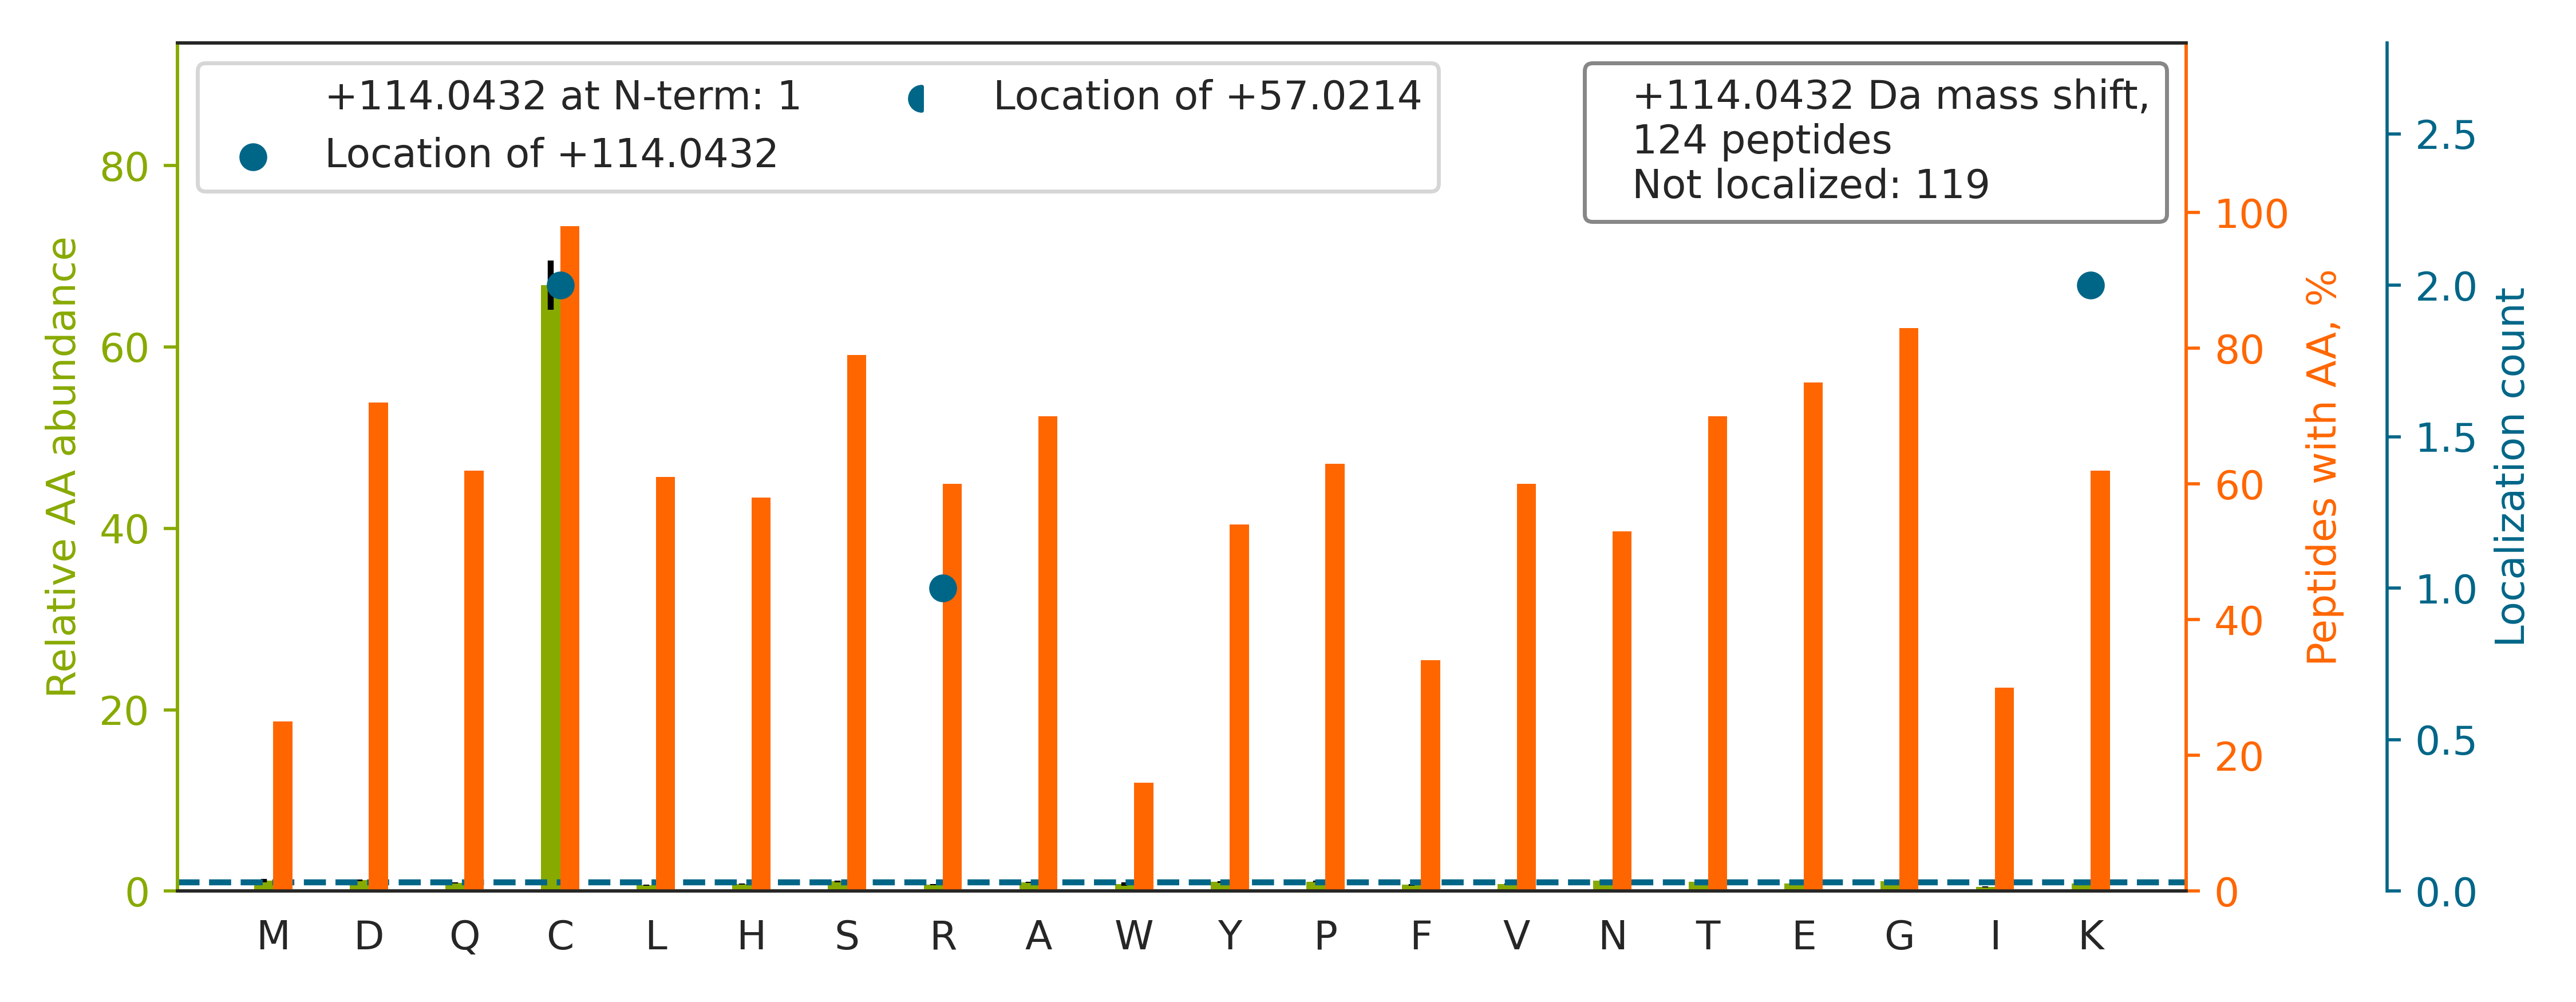 +114.0432 at N-term: 1
Location of +114.0432
Location of +57.0214
+114.0432 Da mass shift,
124 peptides
Not localized: 119
Relative AA abundance
80
60
40
20
0
M D Q C L H S R A W Y P F V N T E G I K
100
80
60
40
20
0
Peptides with AA, %
2.5
2.0
1.5
1.0
0.5
0.0
Localization count